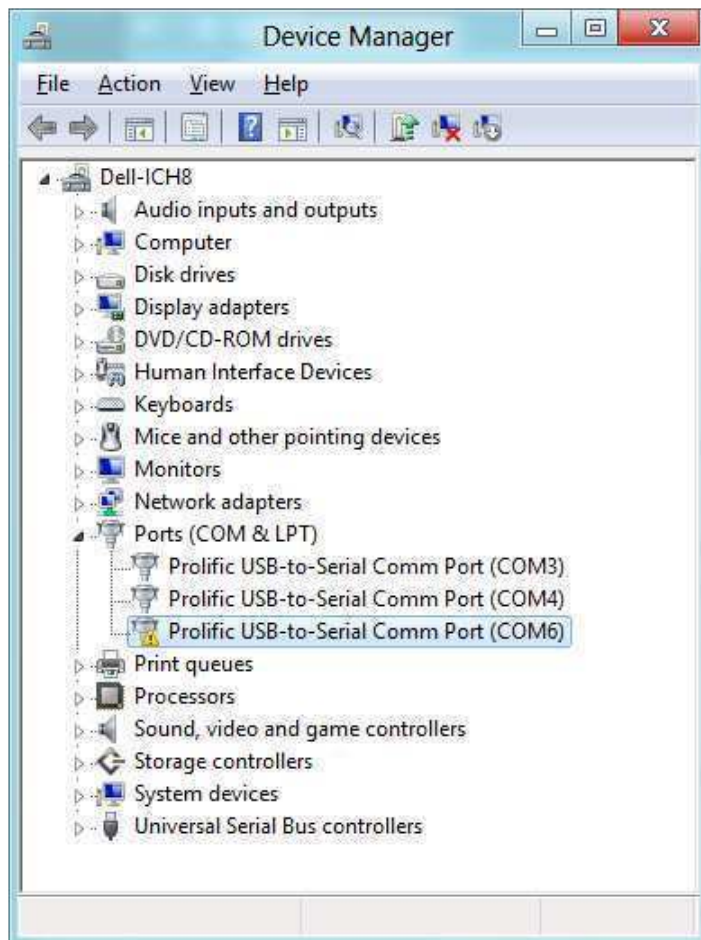 Device Manager
File Action View Help
Dell-ICH8
Audio inputs and outputs
Computer
Disk drives
Display adapters
DVD/CD-ROM drives
Human Interface Devices
Keyboards
Mice and other pointing devices
Monitors
Network adapters
Ports (COM & LPT)
Prolific USB-to-Serial Comm Port (COM3)
Prolific USB-to-Serial Comm Port (COM4)
Prolific USB-to-Serial Comm Port (COM6)
Print queues
Processors
Sound, video and game controllers
Storage controllers
System devices
Universal Serial Bus controllers